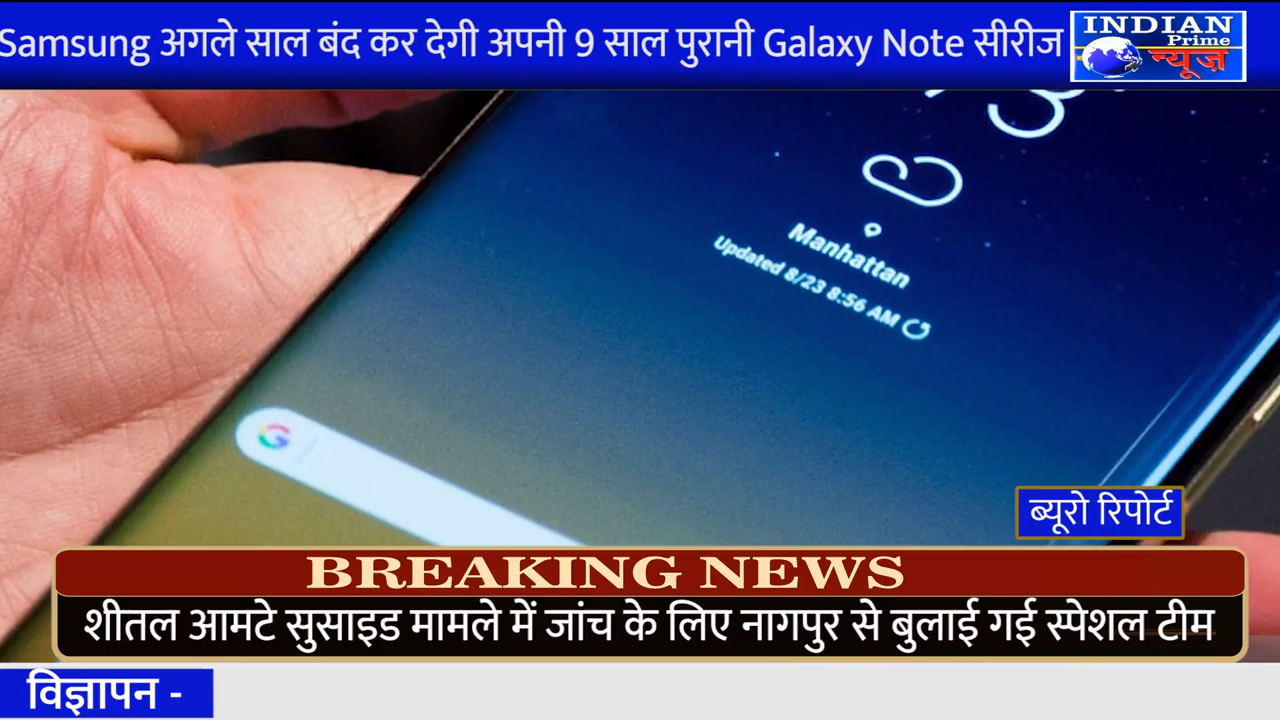 Samsung अगले साल बंद कर देगी अपनी 9 साल पुरानी Galaxy Note सीरीज
INDIAN
Prime
न्यूज़
Manhattan
Updated 8/23 8:56 AM
ब्यूरो रिपोर्ट
BREAKING NEWS
शीतल आमटे सुसाइड मामले में जांच के लिए नागपुर से बुलाई गई स्पेशल टीम
विज्ञापन -